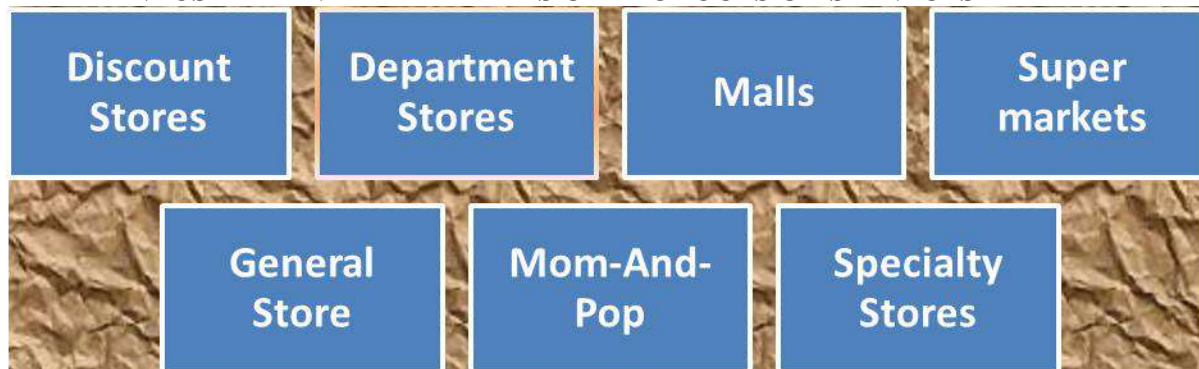 Discount
Stores
Department
Stores
Malls
Super
markets
General
Store
Mom-And-
Pop
Specialty
Stores